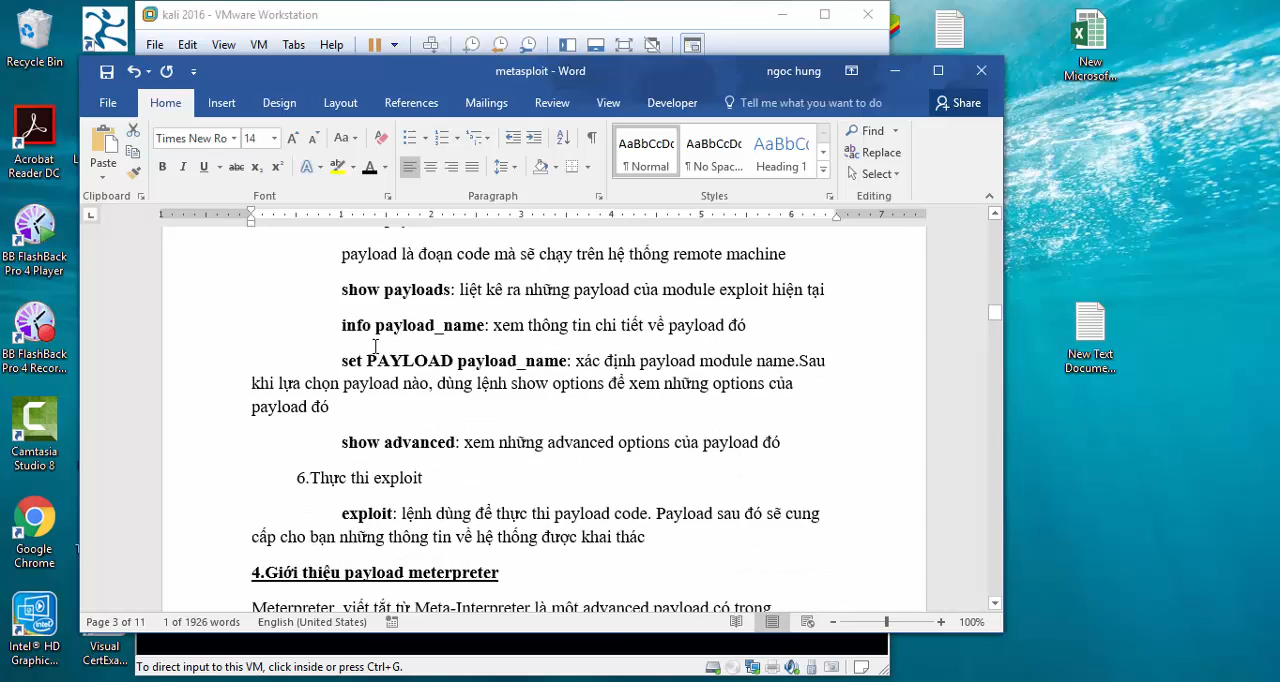 Recycle Bin
kali 2016 - VMware Workstation
New Microsof...
File Edit View VM Tabs Help
metasploit - Word
ngoc hung
File Home Insert Design Layout References Mailings Review View Developer Tell me what you want to do Share
Times New Ro 14 Aa
AaBbCcDc AaBbCcDc AaBbCc
Find
Replace
Select
Paste
B I U abc X₂ X² A A
¶ Normal ¶ No Spac... Heading 1
Clipboard Font Paragraph Styles Editing
1 1 2 3 4 5 6 7
payload là đoạn code mà sẽ chạy trên hệ thống remote machine
show payloads: liệt kê ra những payload của module exploit hiện tại
info payload_name: xem thông tin chi tiết về payload đó
set PAYLOAD payload_name: xác định payload module name.Sau
khi lựa chọn payload nào, dùng lệnh show options để xem những options của
payload đó
show advanced: xem những advanced options của payload đó
6.Thực thi exploit
exploit: lệnh dùng để thực thi payload code. Payload sau đó sẽ cung
cấp cho bạn những thông tin về hệ thống được khai thác
4.Giới thiệu payload meterpreter
Meterpreter, viết tắt từ Meta-Interpreter là một advanced payload có trong
Page 3 of 11 1 of 1926 words English (United States) 100%
To direct input to this VM, click inside or press Ctrl+G.
Acrobat
Reader DC
BB FlashBack
Pro 4 Player
BB FlashBack
Pro 4 Recor...
Camtasia
Studio 8
Google
Chrome
Intel® HD
Graphic...
Visual
CertExa...
New Text
Docume...